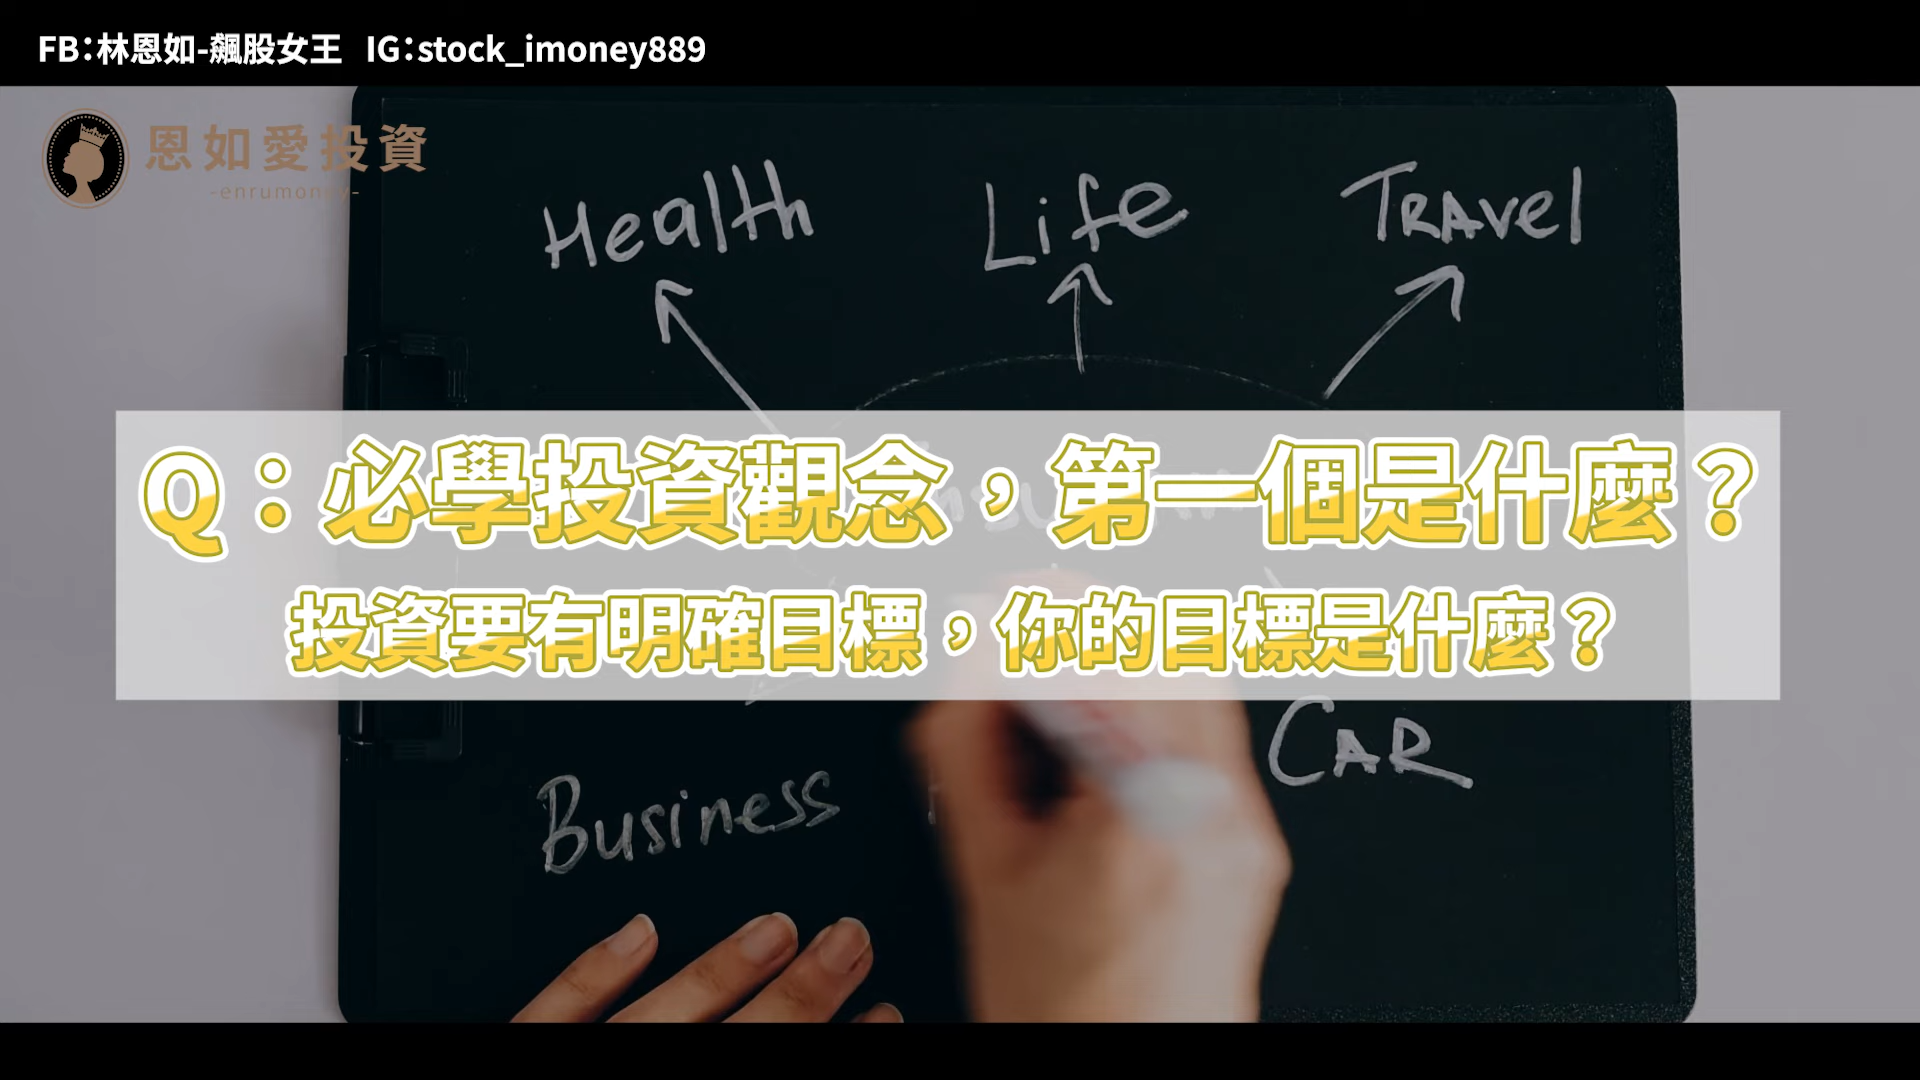 FB:林恩如-飆股女王 IG:stock_imoney889
恩如愛投資
-enrumoney-
Health
Life
TRAVel
Q：必學投資觀念，第一個是什麼？
投資要有明確目標，你的目標是什麼？
CAR
Business